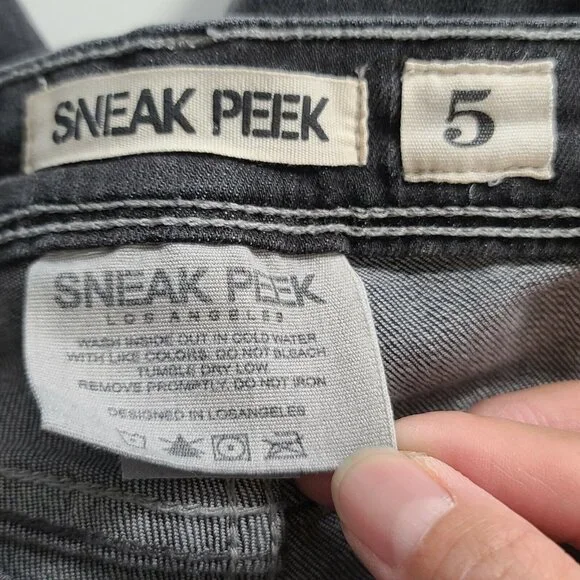 SNEAK PEEK
5
SNEAK PEEK
LOS ANGELES
WASH INSIDE OUT IN COLD WATER
WITH LIKE COLORS. DO NOT BLEACH
TUMBLE DRY LOW
REMOVE PROMPTLY. DO NOT IRON
DESIGNED IN LOSANGELES